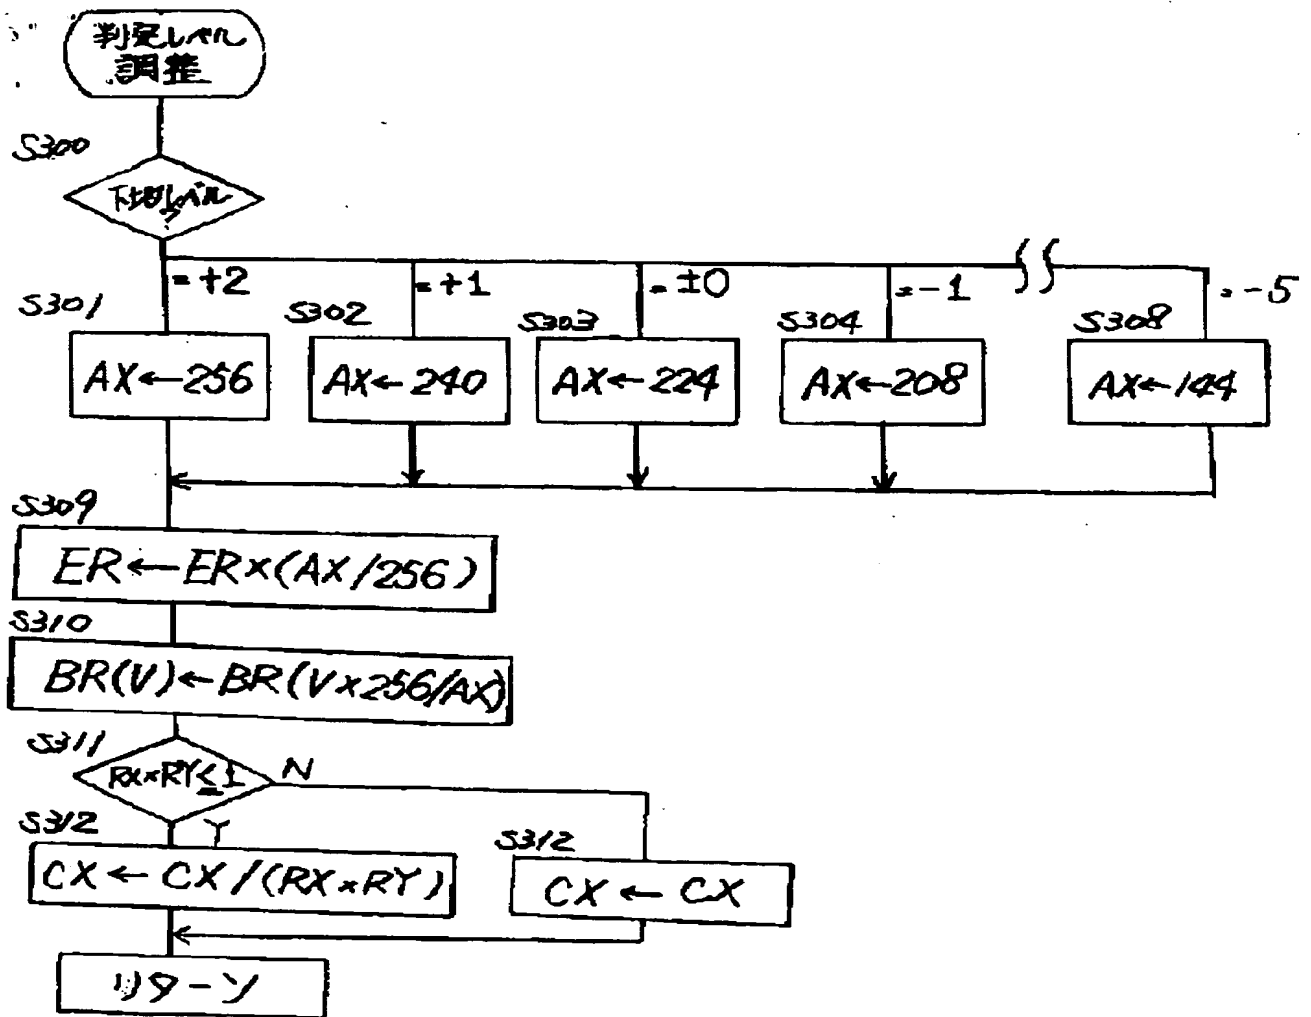 判定レベル
調整
S300
下地レベル
?
=+2
=+1
=±0
=-1
=-5
S301
S302
S303
S304
S308
AX←256
AX←240
AX←224
AX←208
AX←144
S309
ER←ER×(AX/256)
S310
BR(V)←BR(V×256/AX)
S311
RX×RY≦1
N
Y
S312
S312
CX←CX/(RX×RY)
CX←CX
リターン